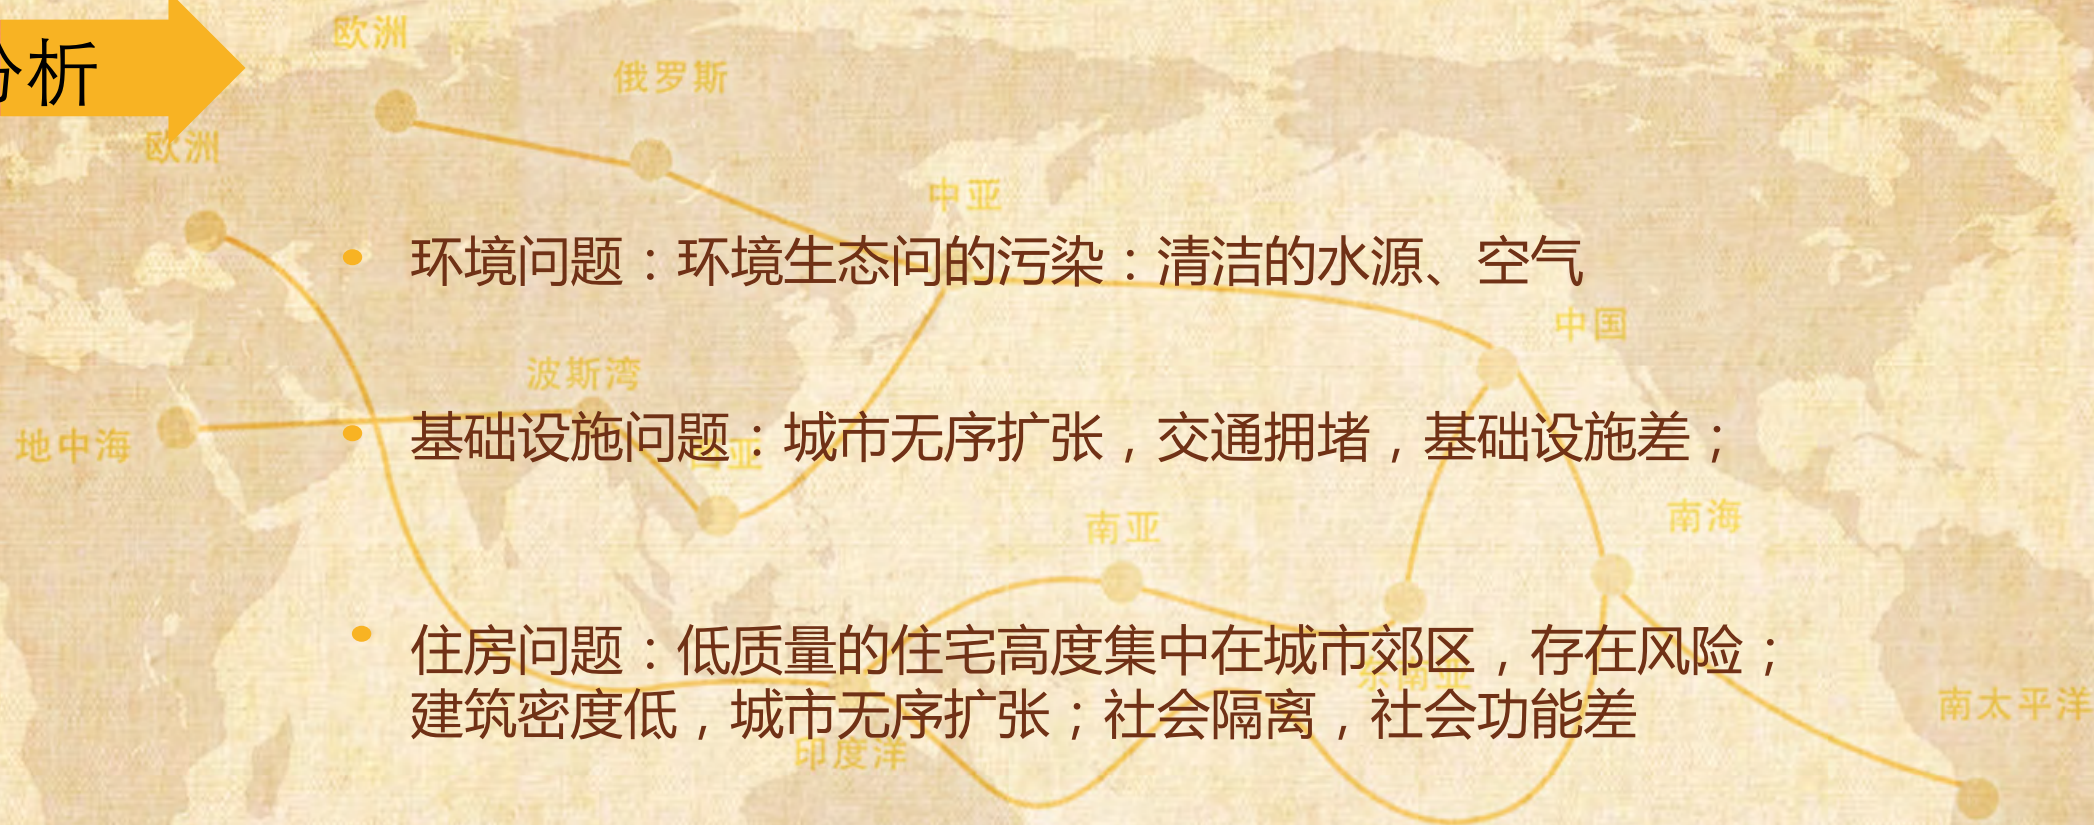 分析
欧洲
俄罗斯
欧洲
中亚
环境问题：环境生态问的污染：清洁的水源、空气
中国
波斯湾
基础设施问题：城市无序扩张，交通拥堵，基础设施差；
地中海
南海
南亚
住房问题：低质量的住宅高度集中在城市郊区，存在风险；
东南亚
建筑密度低，城市无序扩张；社会隔离，社会功能差
南太平洋
印度洋